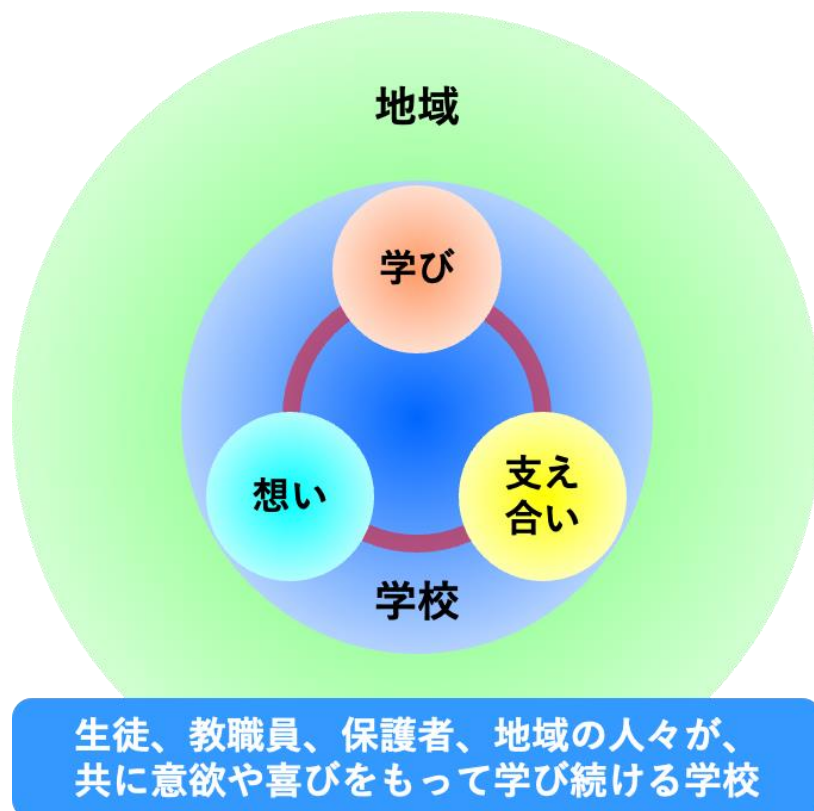 地域
学び
想い
支え
合い
学校
生徒、教職員、保護者、地域の人々が、
共に意欲や喜びをもって学び続ける学校